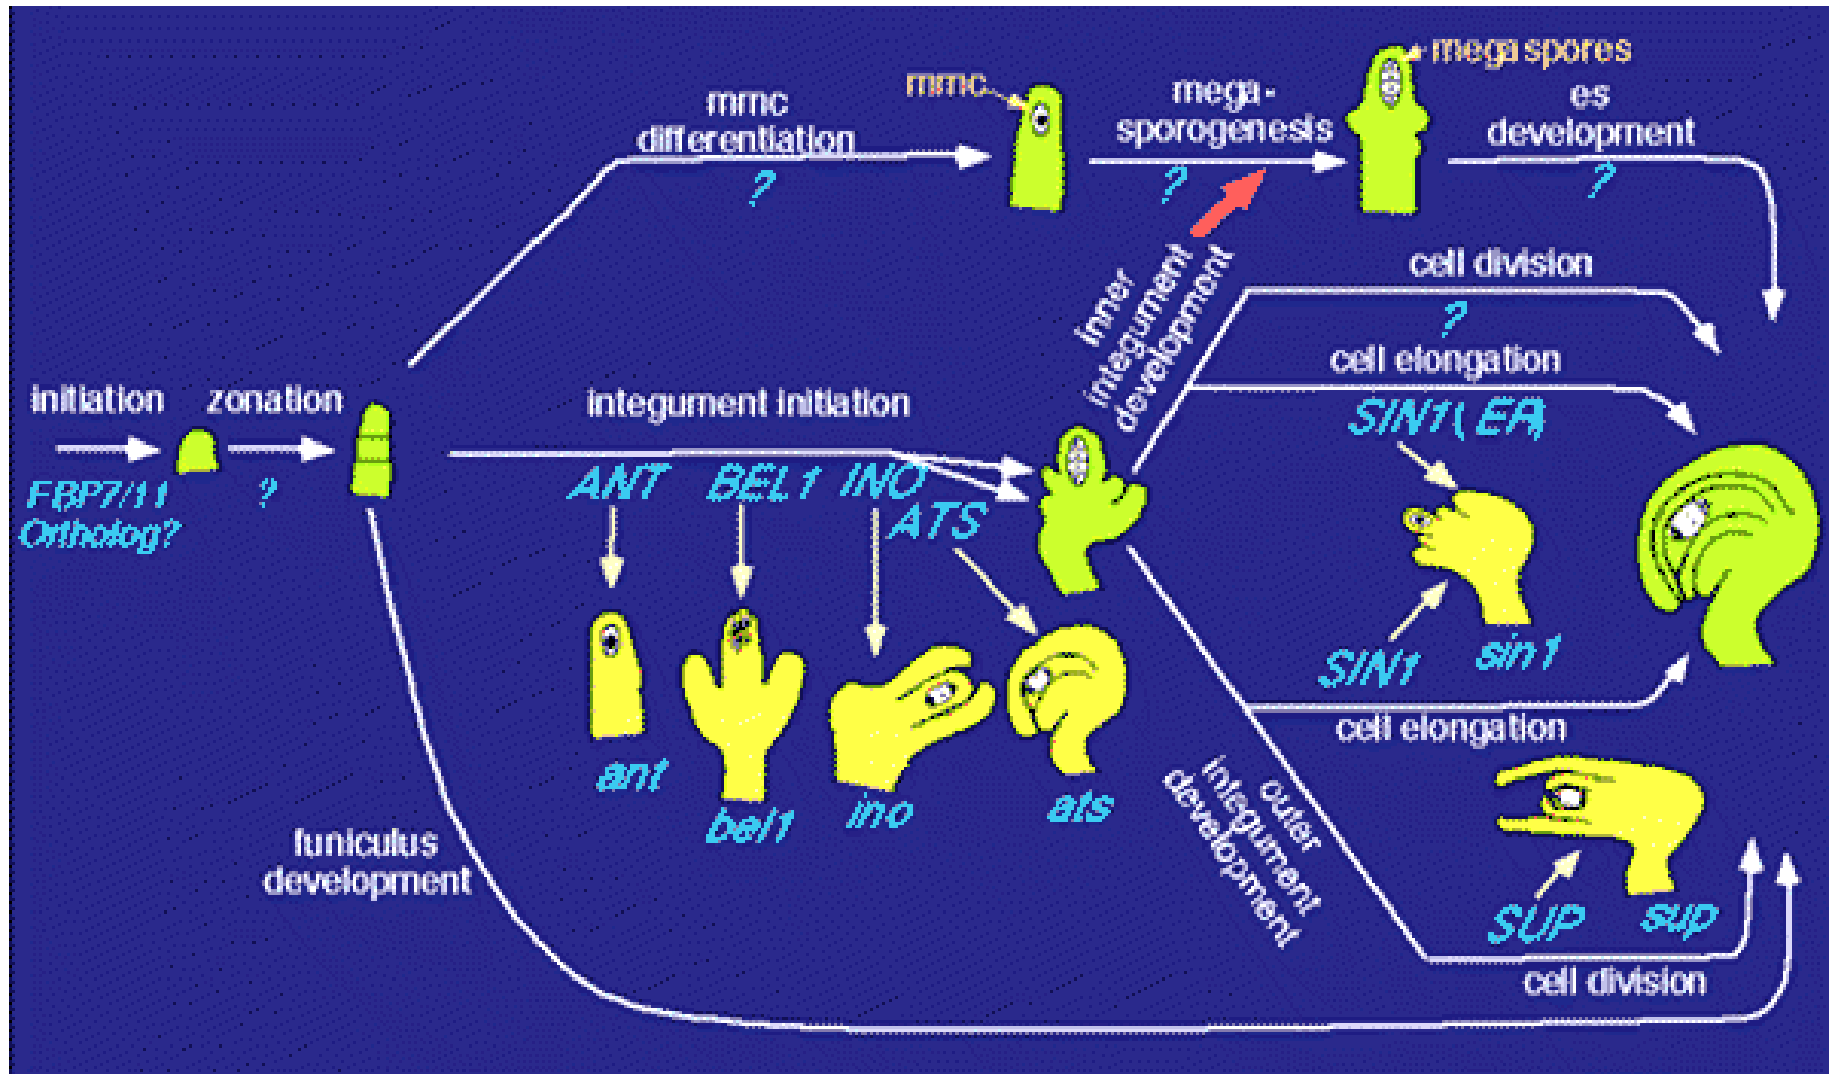 mmc
differentiation
?
mmc
mega-
sporogenesis
?
mega spores
es
development
?
initiation
FBP7/11
Ortholog?
zonation
?
integument initiation
ANT
BEL1
INO
ATS
ant
bel1
ino
ats
inner
integument
development
cell division
?
cell elongation
SIN1
SIN1
sin1
cell elongation
outer
integument
development
SUP
sup
cell division
funiculus
development